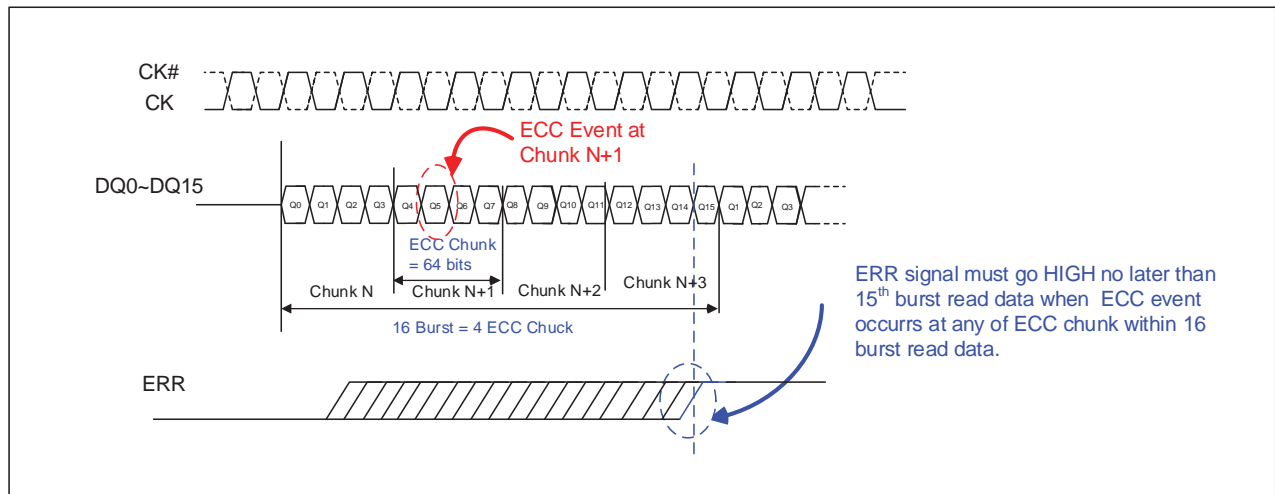 CK#
CK
ECC Event at
Chunk N+1
DQ0~DQ15
Q0 Q1 Q2 Q3 Q4 Q5 Q6 Q7 Q8 Q9 Q10 Q11 Q12 Q13 Q14 Q15 Q1 Q2 Q3
ECC Chunk
= 64 bits
Chunk N Chunk N+1 Chunk N+2 Chunk N+3
16 Burst = 4 ECC Chuck
ERR signal must go HIGH no later than
15th burst read data when ECC event
occurrs at any of ECC chunk within 16
burst read data.
ERR